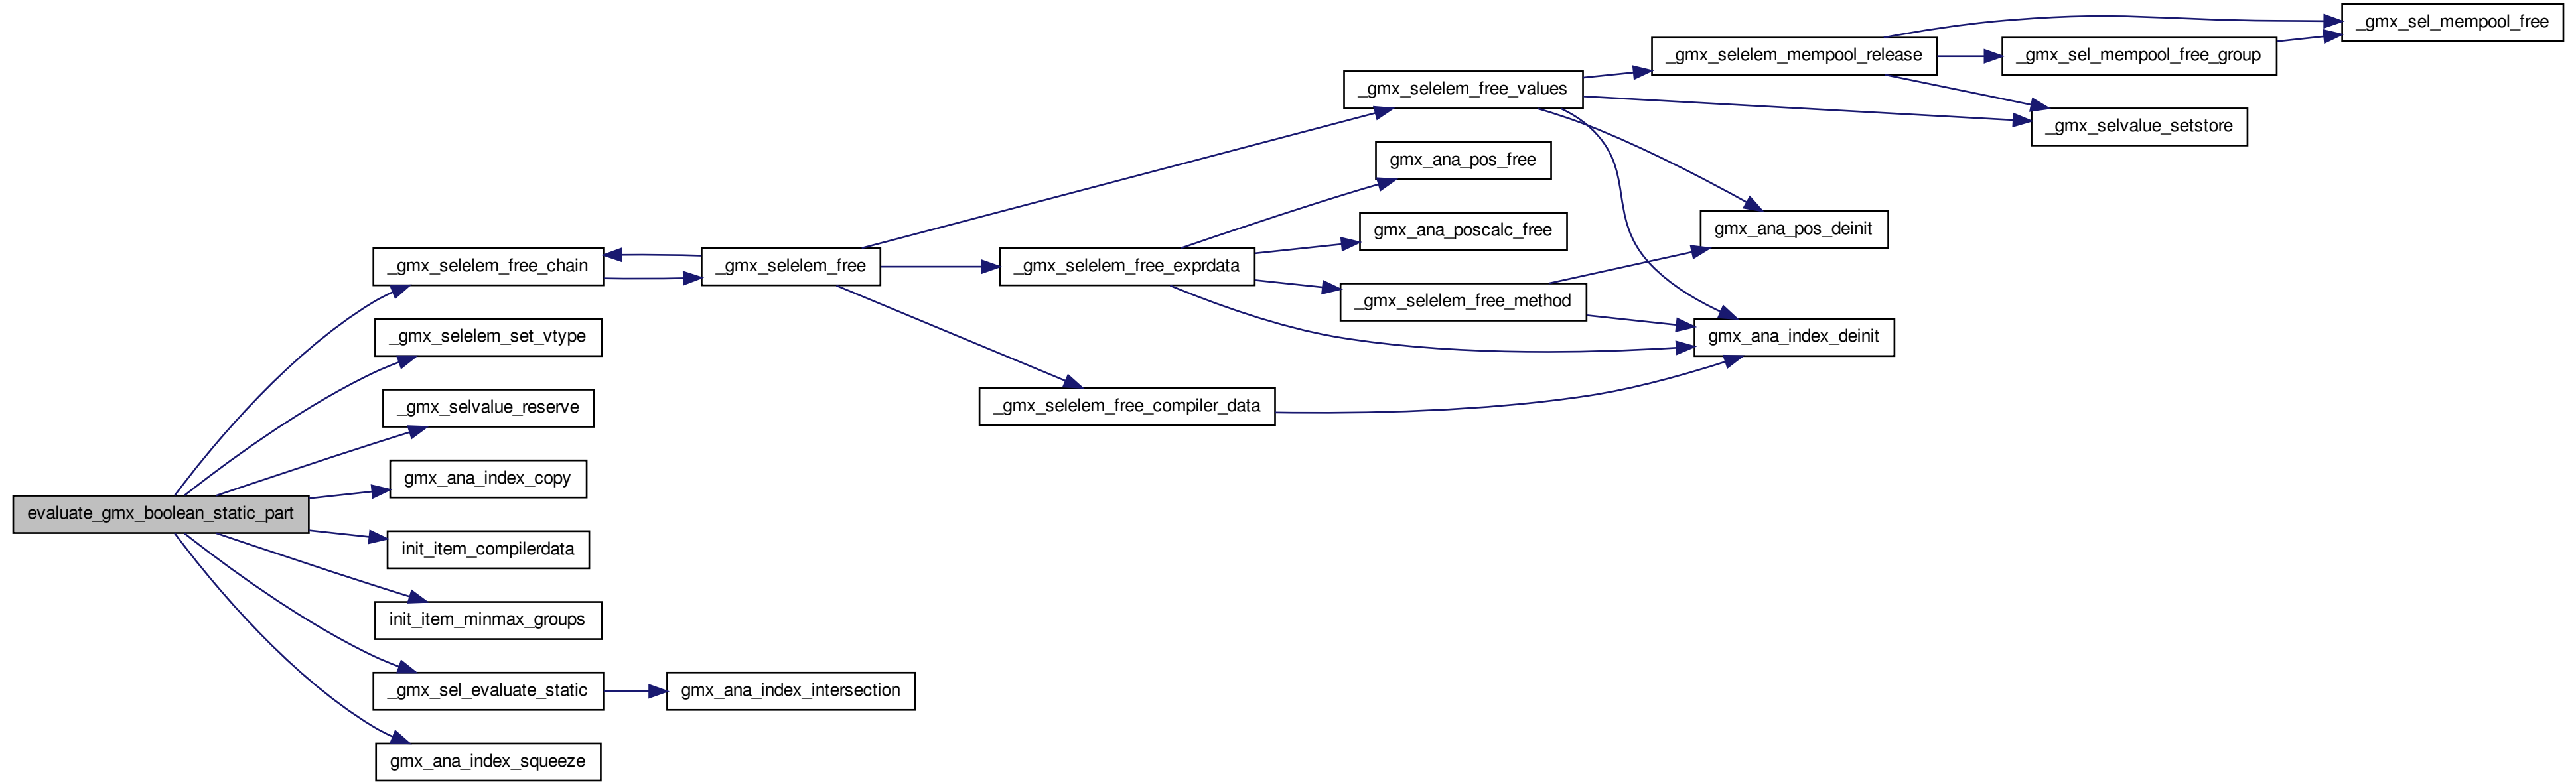 _gmx_sel_mempool_free
_gmx_selelem_mempool_release
_gmx_sel_mempool_free_group
_gmx_selelem_free_values
_gmx_selvalue_setstore
gmx_ana_pos_free
gmx_ana_poscalc_free
gmx_ana_pos_deinit
_gmx_selelem_free_chain
_gmx_selelem_free
_gmx_selelem_free_exprdata
_gmx_selelem_free_method
_gmx_selelem_set_vtype
gmx_ana_index_deinit
_gmx_selvalue_reserve
_gmx_selelem_free_compiler_data
gmx_ana_index_copy
evaluate_gmx_boolean_static_part
init_item_compilerdata
init_item_minmax_groups
_gmx_sel_evaluate_static
gmx_ana_index_intersection
gmx_ana_index_squeeze